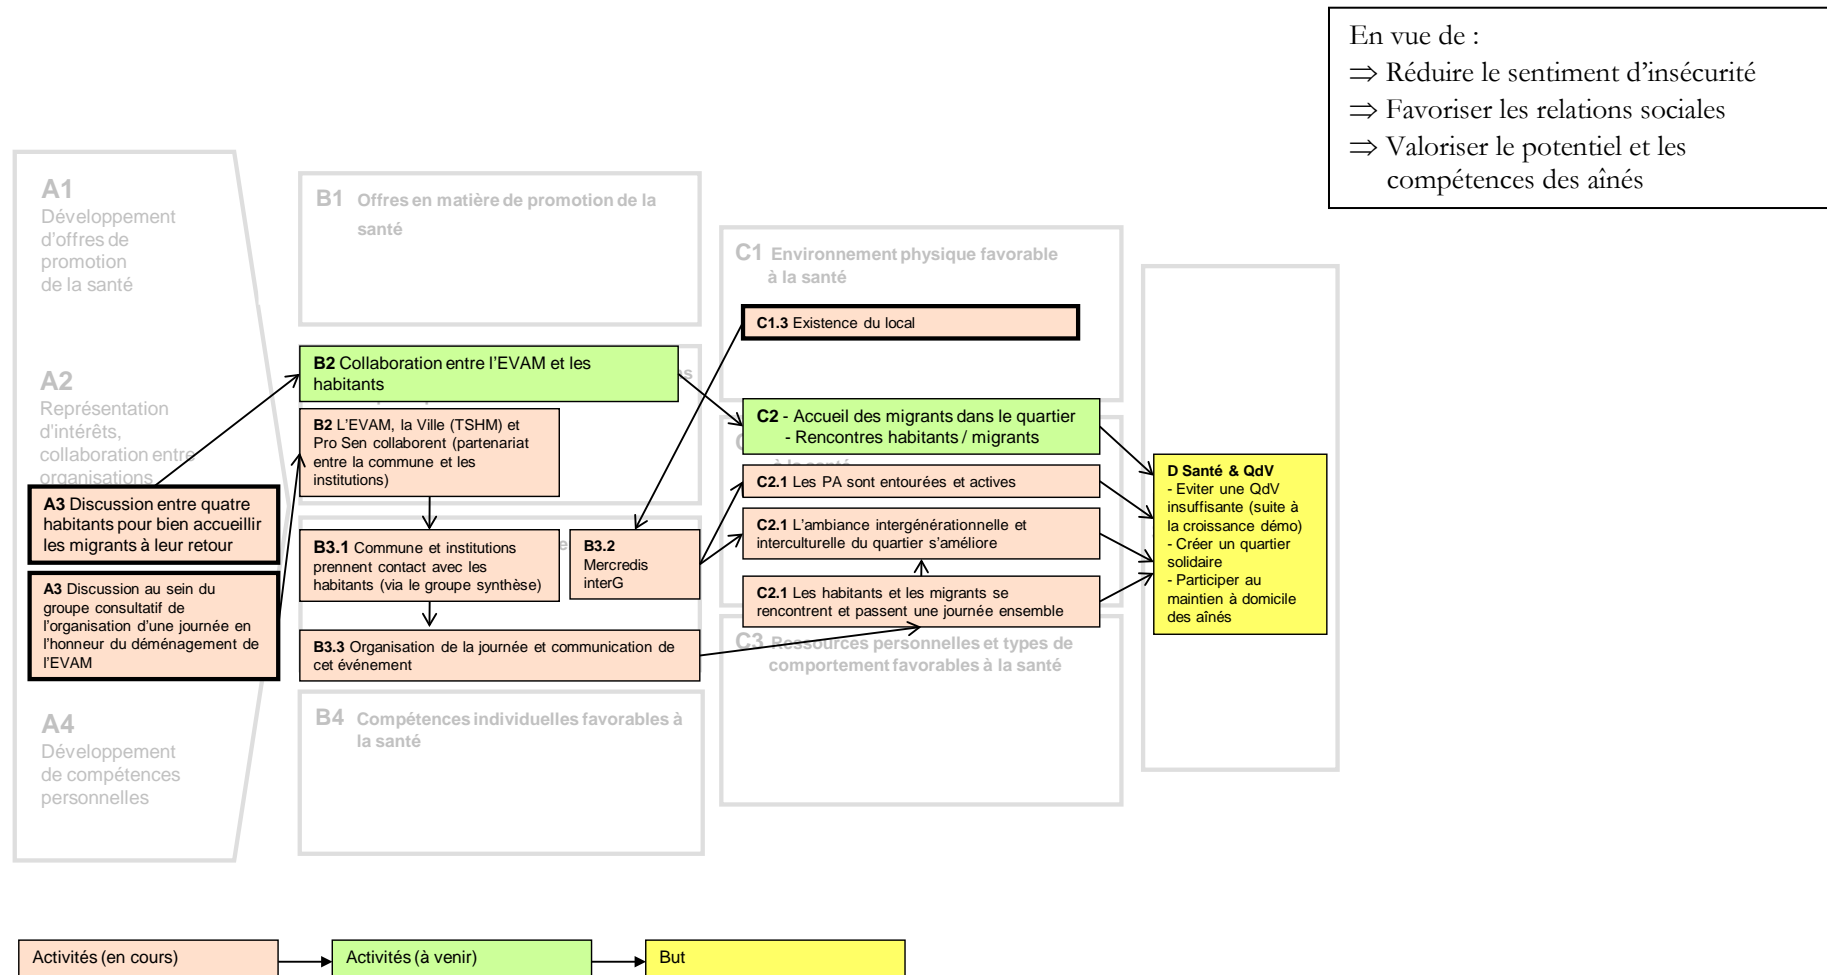 En vue de :
⇒ Réduire le sentiment d'insécurité
⇒ Favoriser les relations sociales
⇒ Valoriser le potentiel et les
compétences des aînés
A1
Développement
d'offres de
promotion
de la santé
A2
Représentation
d'intérêts,
collaboration entre
organisations
A3 Discussion entre quatre
habitants pour bien accueillir
les migrants à leur retour
A3 Discussion au sein du
groupe consultatif de
l'organisation d'une journée en
l'honneur du déménagement de
l'EVAM
A4
Développement
de compétences
personnelles
B1 Offres en matière de promotion de la
santé
B2 Collaboration entre l'EVAM et les
habitants
B2 L'EVAM, la Ville (TSHM) et
Pro Sen collaborent (partenariat
entre la commune et les
institutions)
B3.1 Commune et institutions
prennent contact avec les
habitants (via le groupe synthèse)
B3.2
Mercredis
interG
B3.3 Organisation de la journée et communication de
cet événement
B4 Compétences individuelles favorables à
la santé
C1 Environnement physique favorable
à la santé
C1.3 Existence du local
C2 - Accueil des migrants dans le quartier
- Rencontres habitants / migrants
à la santé
C2.1 Les PA sont entourées et actives
C2.1 L'ambiance intergénérationnelle et
interculturelle du quartier s'améliore
C2.1 Les habitants et les migrants se
rencontrent et passent une journée ensemble
C3 Ressources personnelles et types de
comportement favorables à la santé
D Santé & QdV
- Eviter une QdV
insuffisante (suite à
la croissance démo)
- Créer un quartier
solidaire
- Participer au
maintien à domicile
des aînés
Activités (en cours)
Activités (à venir)
But